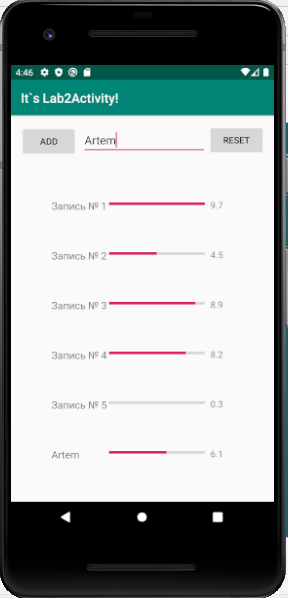 4:46
It`s Lab2Activity!
ADD Artem RESET
Запись № 1 9.7
Запись № 2 4.5
Запись № 3 8.9
Запись № 4 8.2
Запись № 5 0.3
Artem 6.1